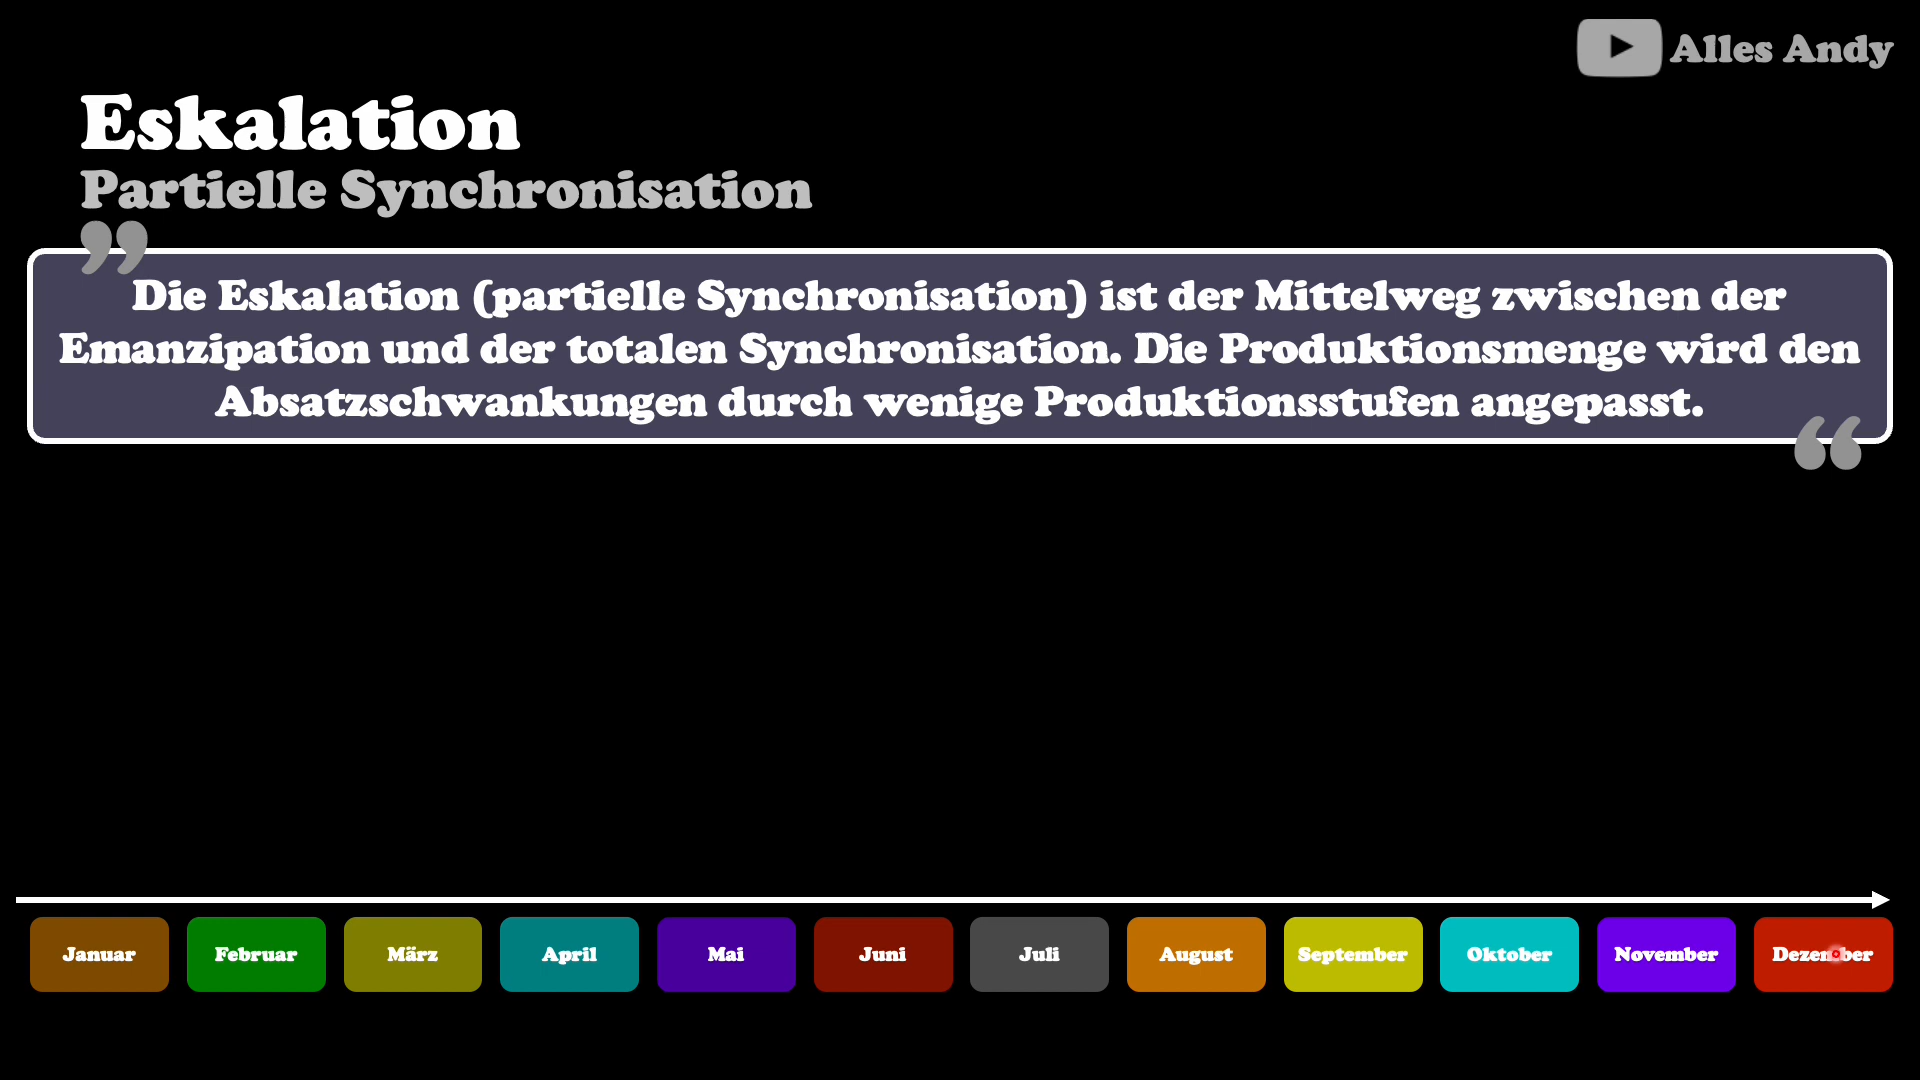 Alles Andy
Eskalation
Partielle Synchronisation
”
Die Eskalation (partielle Synchronisation) ist der Mittelweg zwischen der
Emanzipation und der totalen Synchronisation. Die Produktionsmenge wird den
Absatzschwankungen durch wenige Produktionsstufen angepasst.
“
Januar Februar März April Mai Juni Juli August September Oktober November Dezember